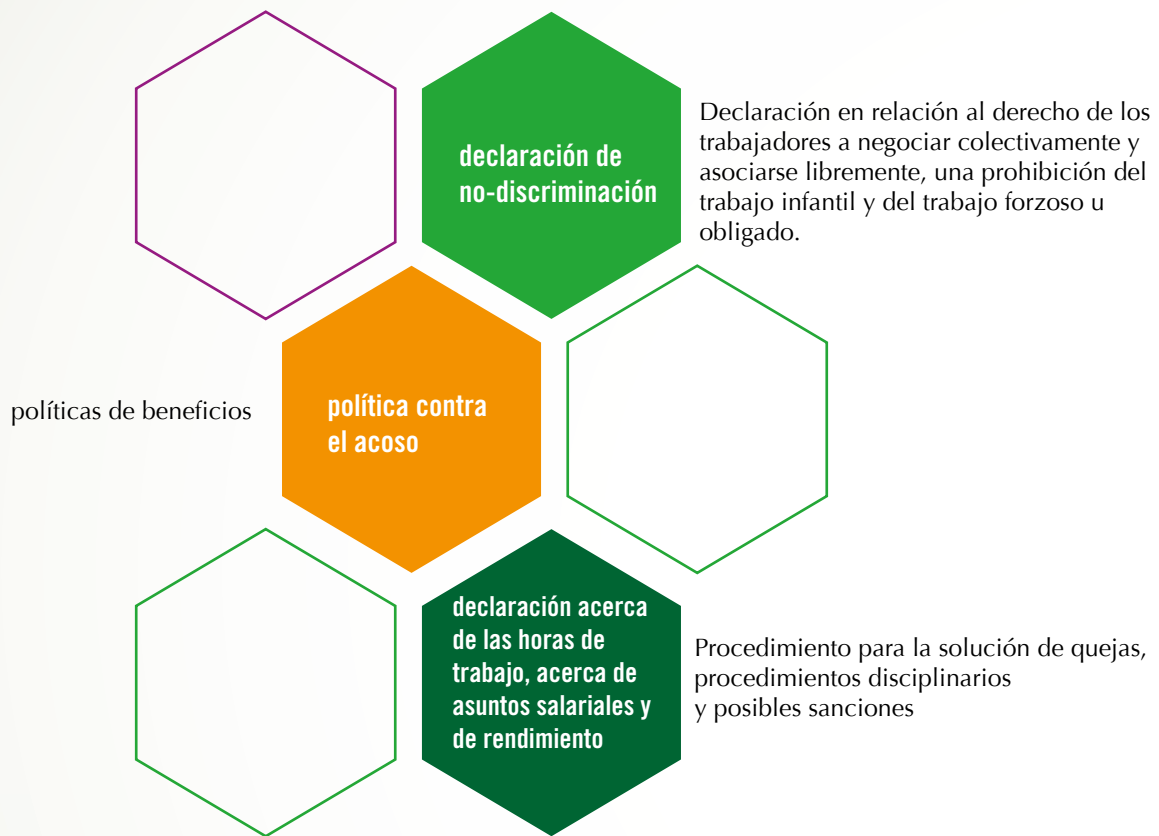 declaración de
no-discriminación
Declaración en relación al derecho de los
trabajadores a negociar colectivamente y
asociarse libremente, una prohibición del
trabajo infantil y del trabajo forzoso u
obligado.
políticas de beneficios
política contra
el acoso
declaración acerca
de las horas de
trabajo, acerca de
asuntos salariales y
de rendimiento
Procedimiento para la solución de quejas,
procedimientos disciplinarios
y posibles sanciones